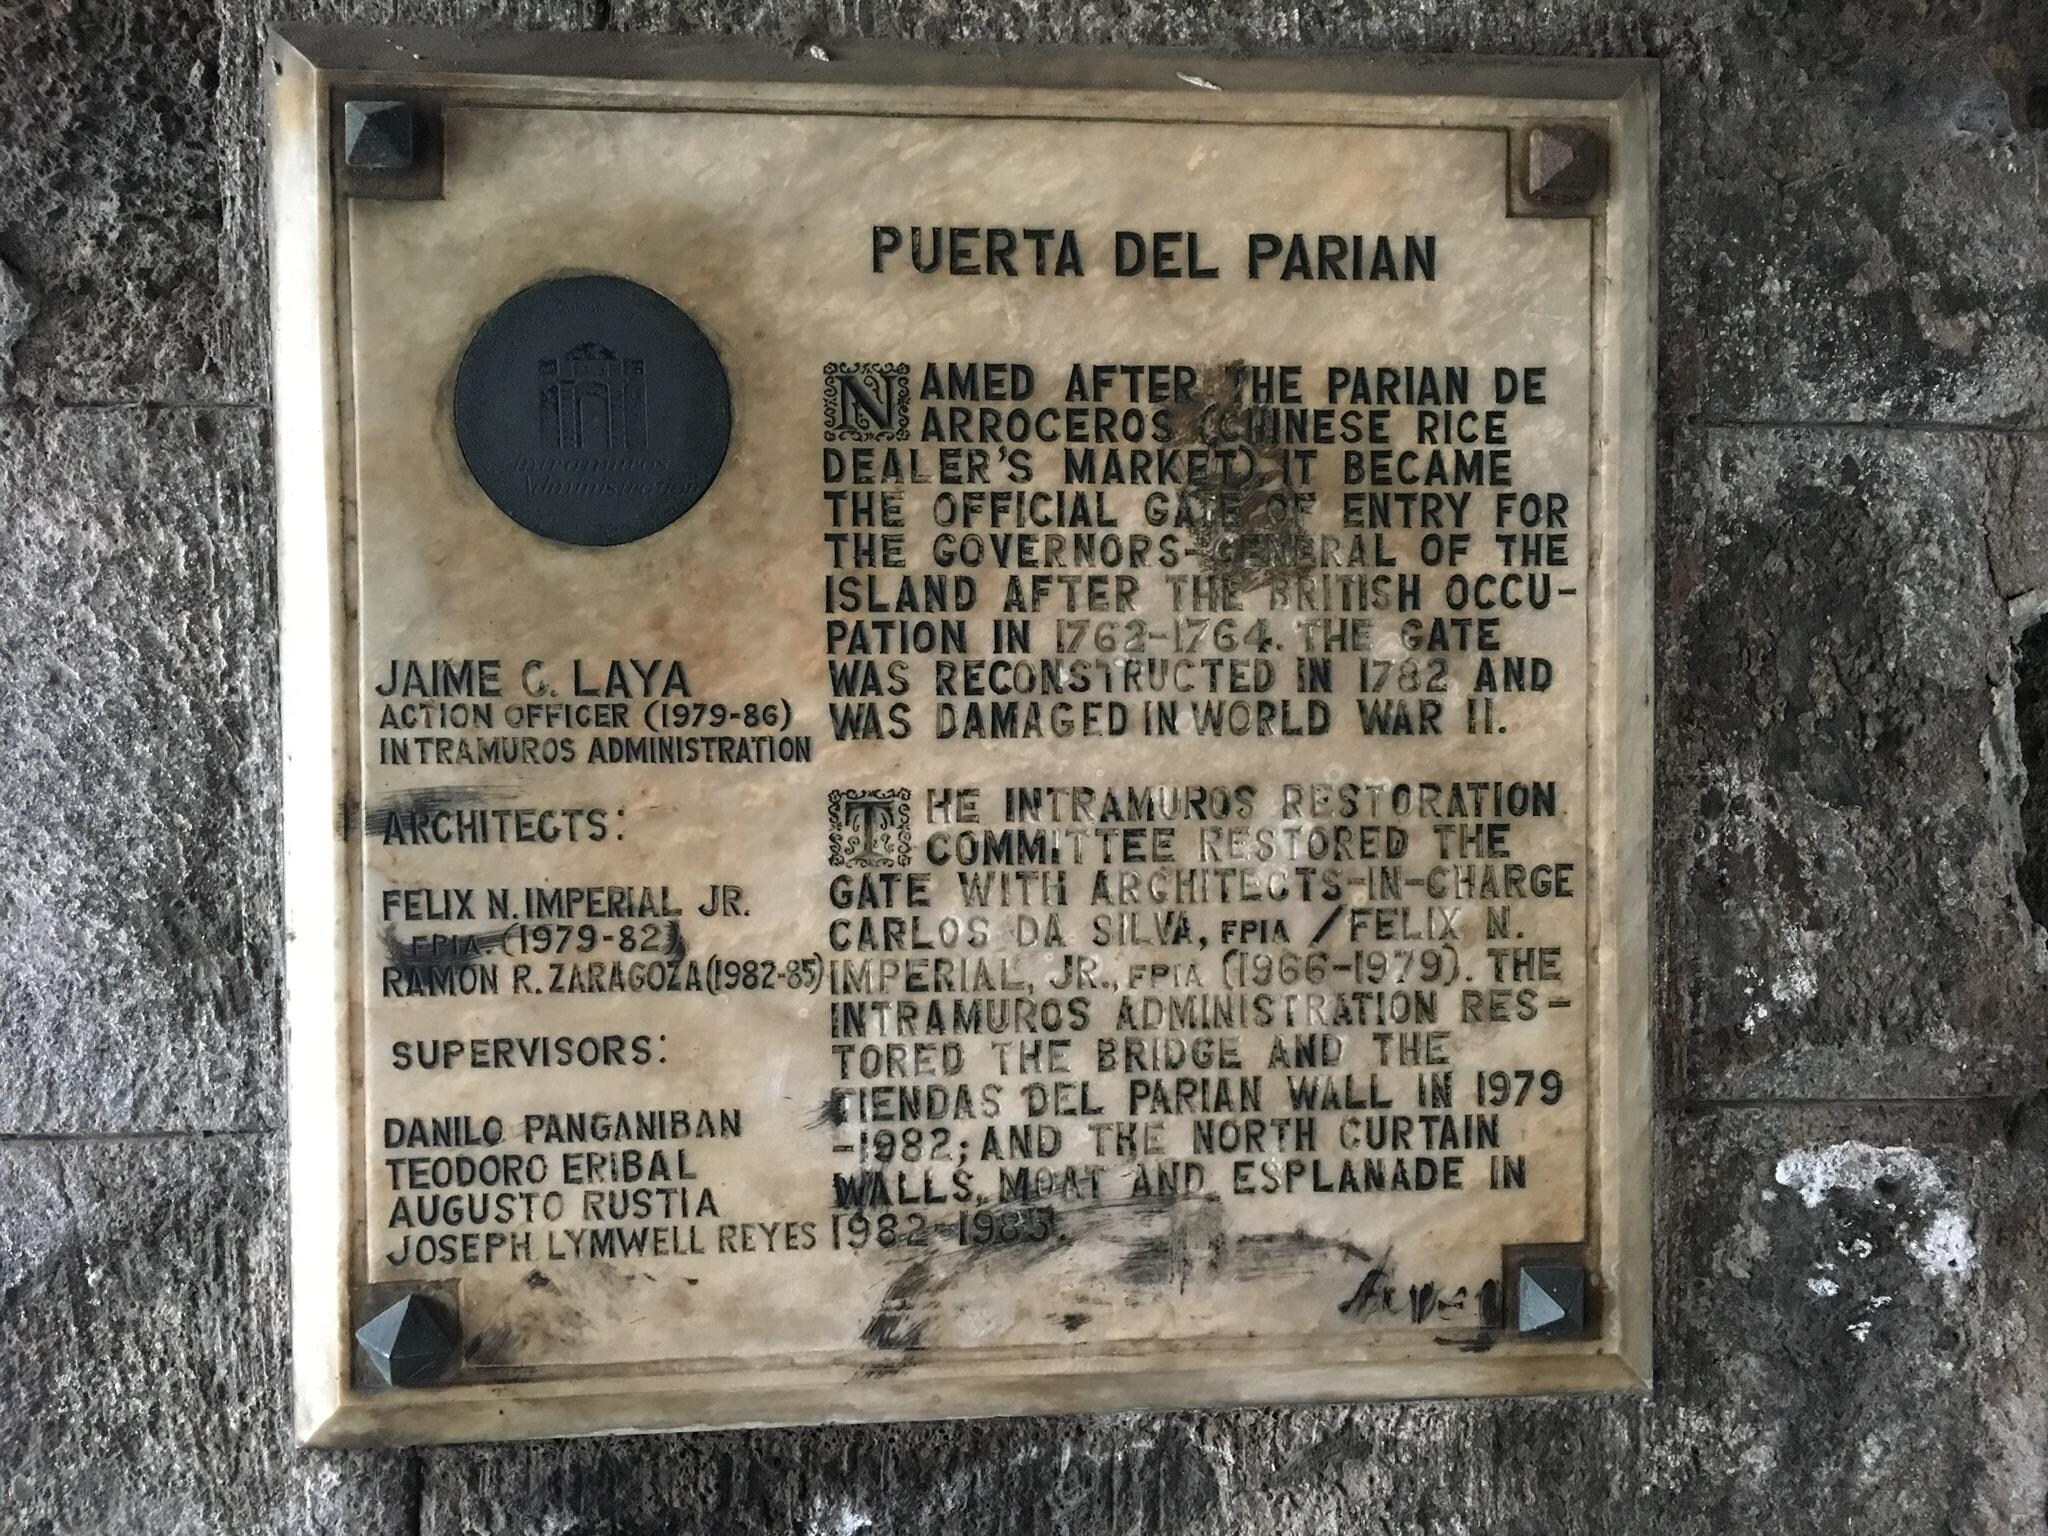 PUERTA DEL PARIAN
Intramuros
Administration
NAMED AFTER THE PARIAN DE
ARROCEROS (CHINESE RICE
DEALER'S MARKET) IT BECAME
THE OFFICIAL GATE OF ENTRY FOR
THE GOVERNORS-GENERAL OF THE
ISLAND AFTER THE BRITISH OCCU-
PATION IN 1762-1764. THE GATE
WAS RECONSTRUCTED IN 1782 AND
WAS DAMAGED IN WORLD WAR II.
THE INTRAMUROS RESTORATION
COMMITTEE RESTORED THE
GATE WITH ARCHITECTS-IN-CHARGE
CARLOS DA SILVA, FPIA / FELIX N.
IMPERIAL, JR., FPIA (1966-1979). THE
INTRAMUROS ADMINISTRATION RES-
TORED THE BRIDGE AND THE
TIENDAS DEL PARIAN WALL IN 1979
-1982; AND THE NORTH CURTAIN
WALLS, MOAT AND ESPLANADE IN
1982-1985.
JAIME C. LAYA
ACTION OFFICER (1979-86)
INTRAMUROS ADMINISTRATION
ARCHITECTS:
FELIX N. IMPERIAL JR.
FPIA. (1979-82)
RAMON R. ZARAGOZA (1982-85)
SUPERVISORS:
DANILO PANGANIBAN
TEODORO ERIBAL
AUGUSTO RUSTIA
JOSEPH LYMWELL REYES